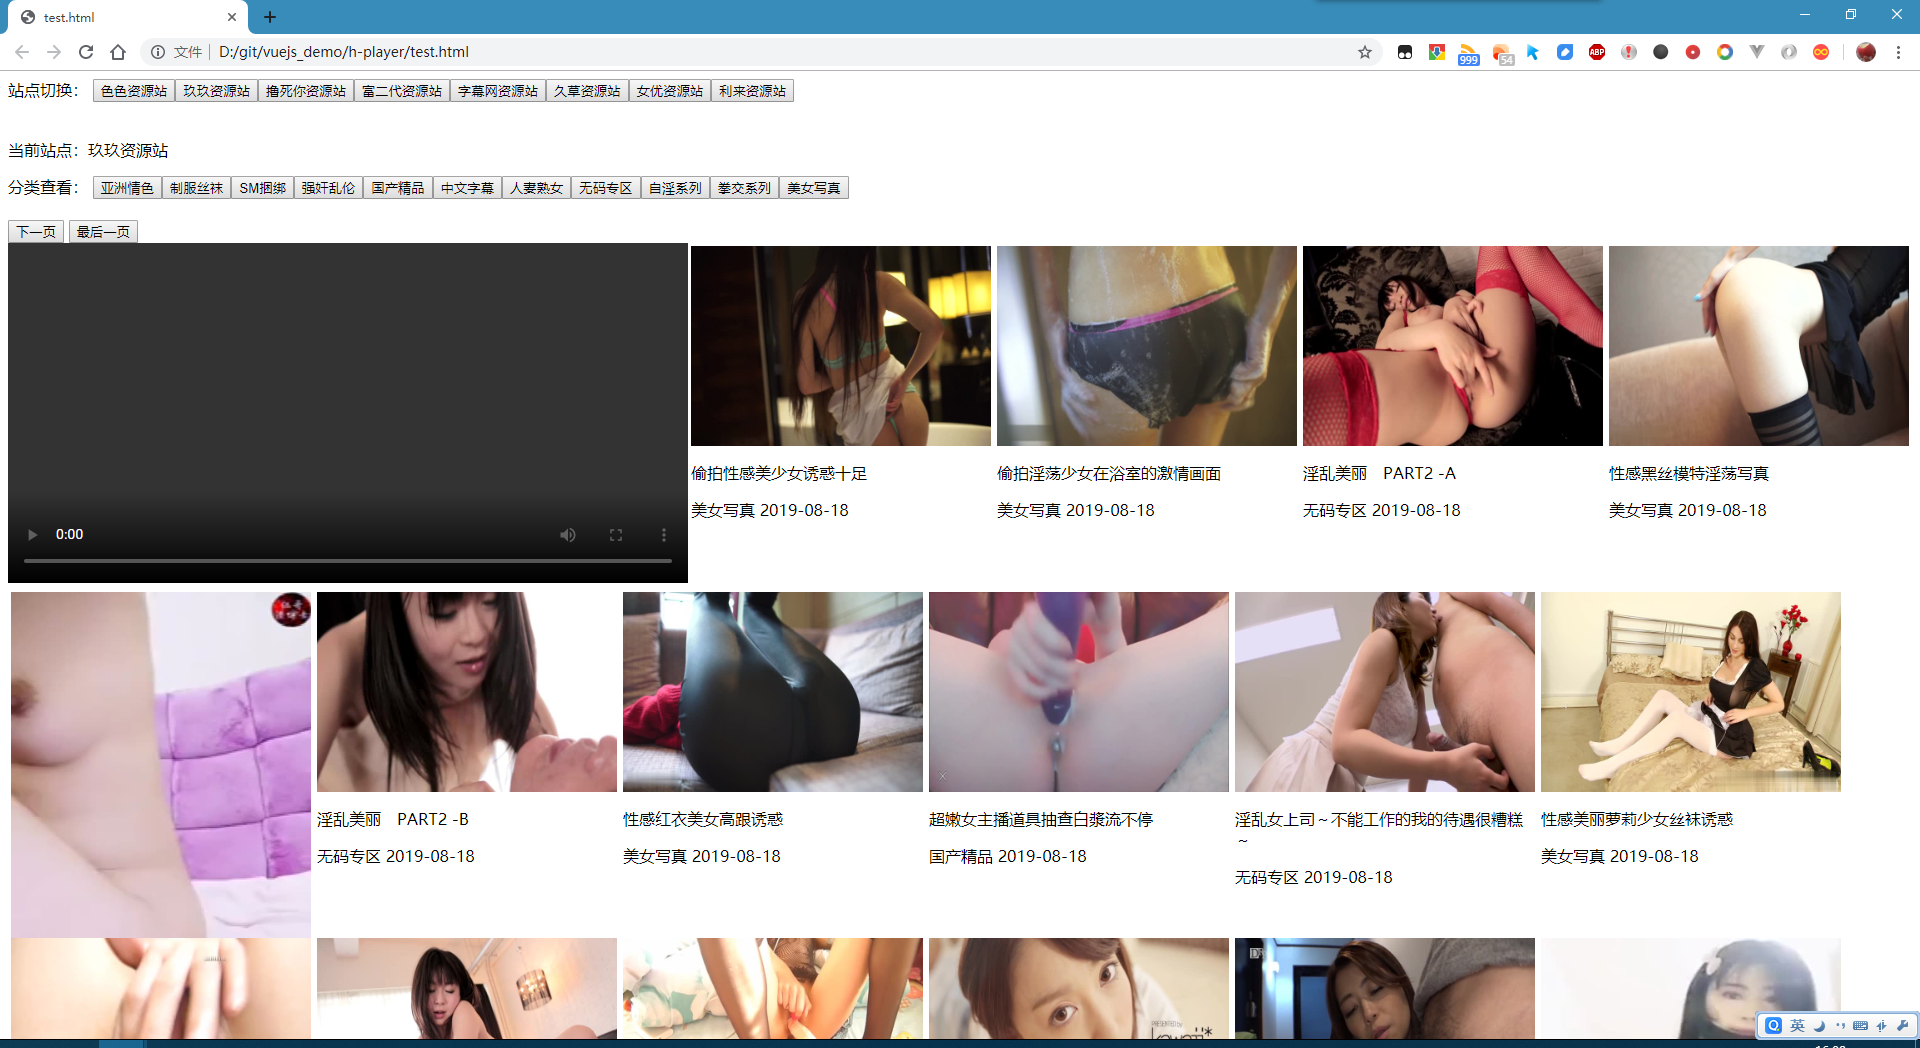 test.html
文件 D:/git/vuejs_demo/h-player/test.html
999
54
ABP
站点切换： 色色资源站 玖玖资源站 撸死你资源站 富二代资源站 字幕网资源站 久草资源站 女优资源站 利来资源站
当前站点：玖玖资源站
分类查看： 亚洲情色 制服丝袜 SM捆绑 强奸乱伦 国产精品 中文字幕 人妻熟女 无码专区 自淫系列 拳交系列 美女写真
下一页 最后一页
0:00
偷拍性感美少女诱惑十足
美女写真 2019-08-18
偷拍淫荡少女在浴室的激情画面
美女写真 2019-08-18
淫乱美丽　PART2 -A
无码专区 2019-08-18
性感黑丝模特淫荡写真
美女写真 2019-08-18
淫乱美丽　PART2 -B
无码专区 2019-08-18
性感红衣美女高跟诱惑
美女写真 2019-08-18
超嫩女主播道具抽查白浆流不停
国产精品 2019-08-18
淫乱女上司～不能工作的我的待遇很糟糕
～
无码专区 2019-08-18
性感美丽萝莉少女丝袜诱惑
美女写真 2019-08-18
PRESENTED by
kawaii*
英